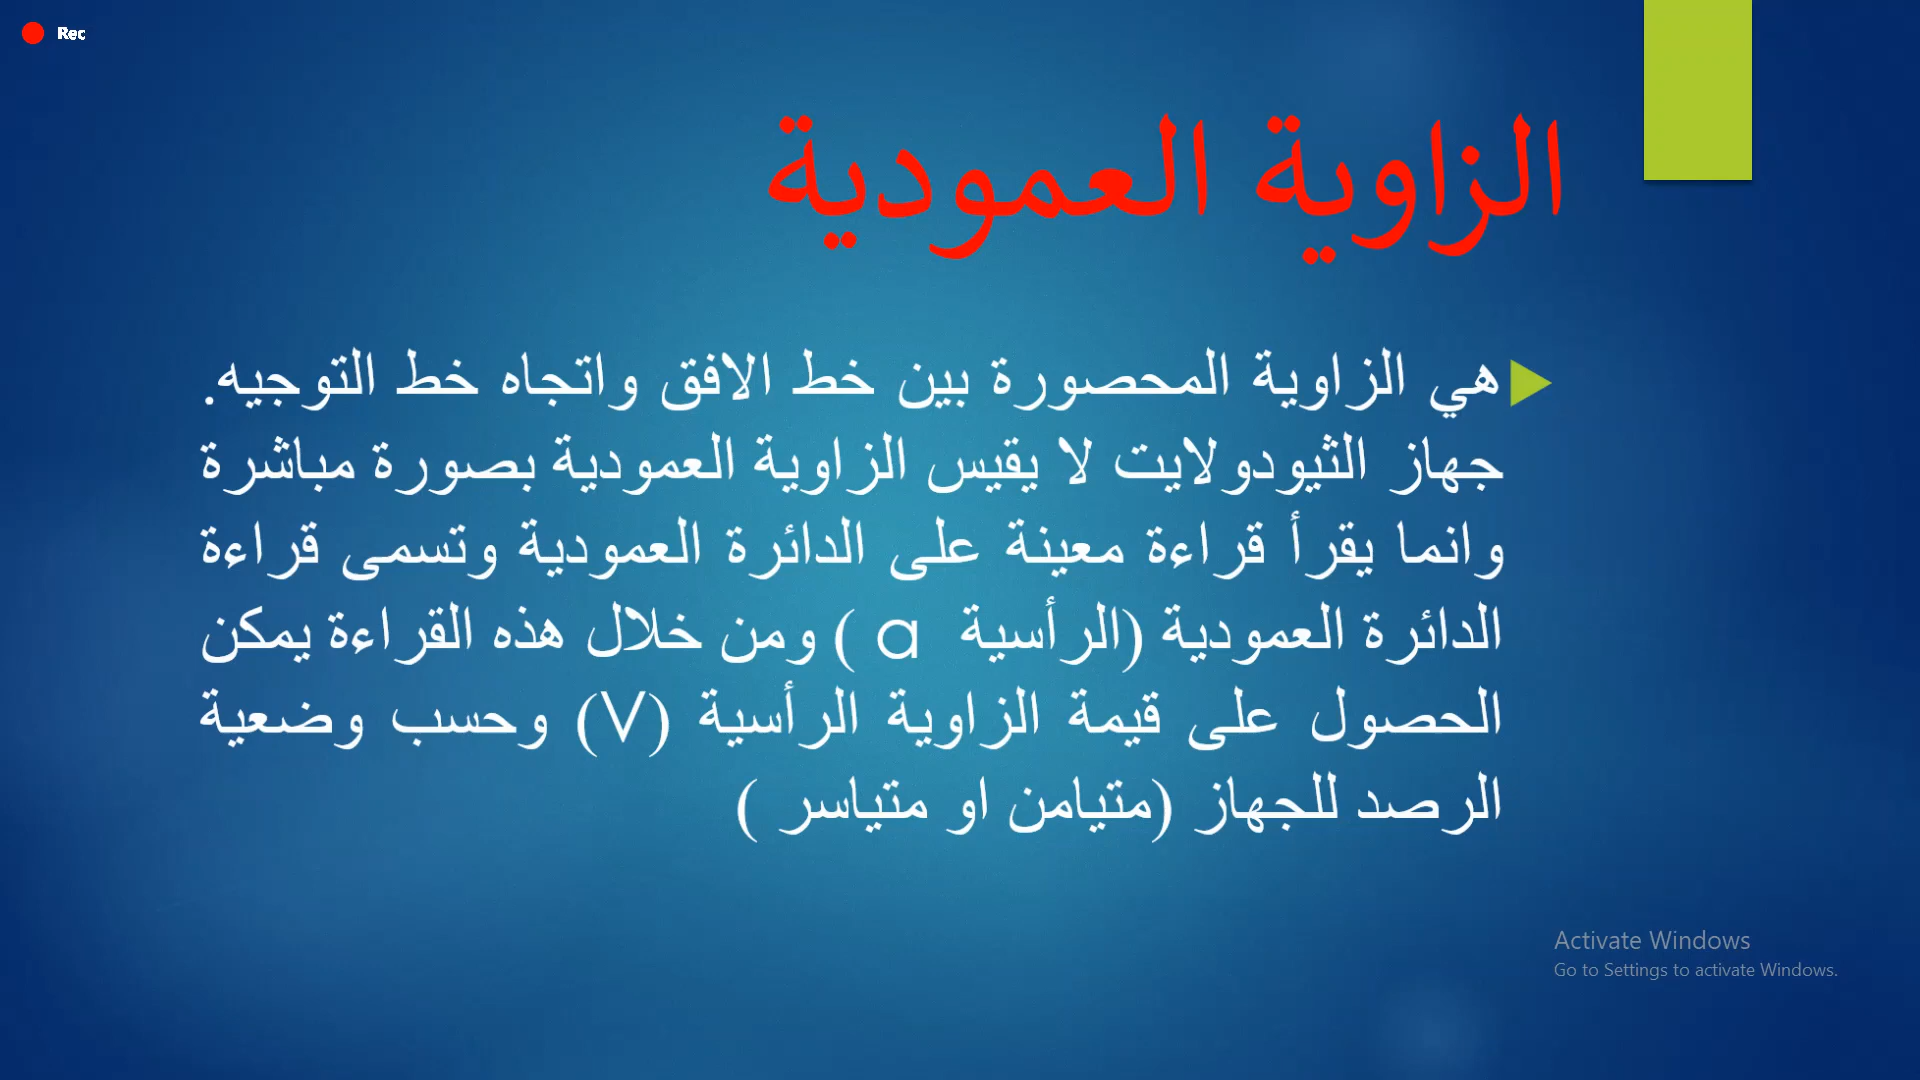 Rec
الزاوية العمودية
هي الزاوية المحصورة بين خط الافق واتجاه خط التوجيه.
جهاز الثيودولايت لا يقيس الزاوية العمودية بصورة مباشرة
وانما يقرأ قراءة معينة على الدائرة العمودية وتسمى قراءة
الدائرة العمودية (الرأسية a ) ومن خلال هذه القراءة يمكن
الحصول على قيمة الزاوية الرأسية (V) وحسب وضعية
الرصد للجهاز (متيامن او متياسر )
Activate Windows
Go to Settings to activate Windows.